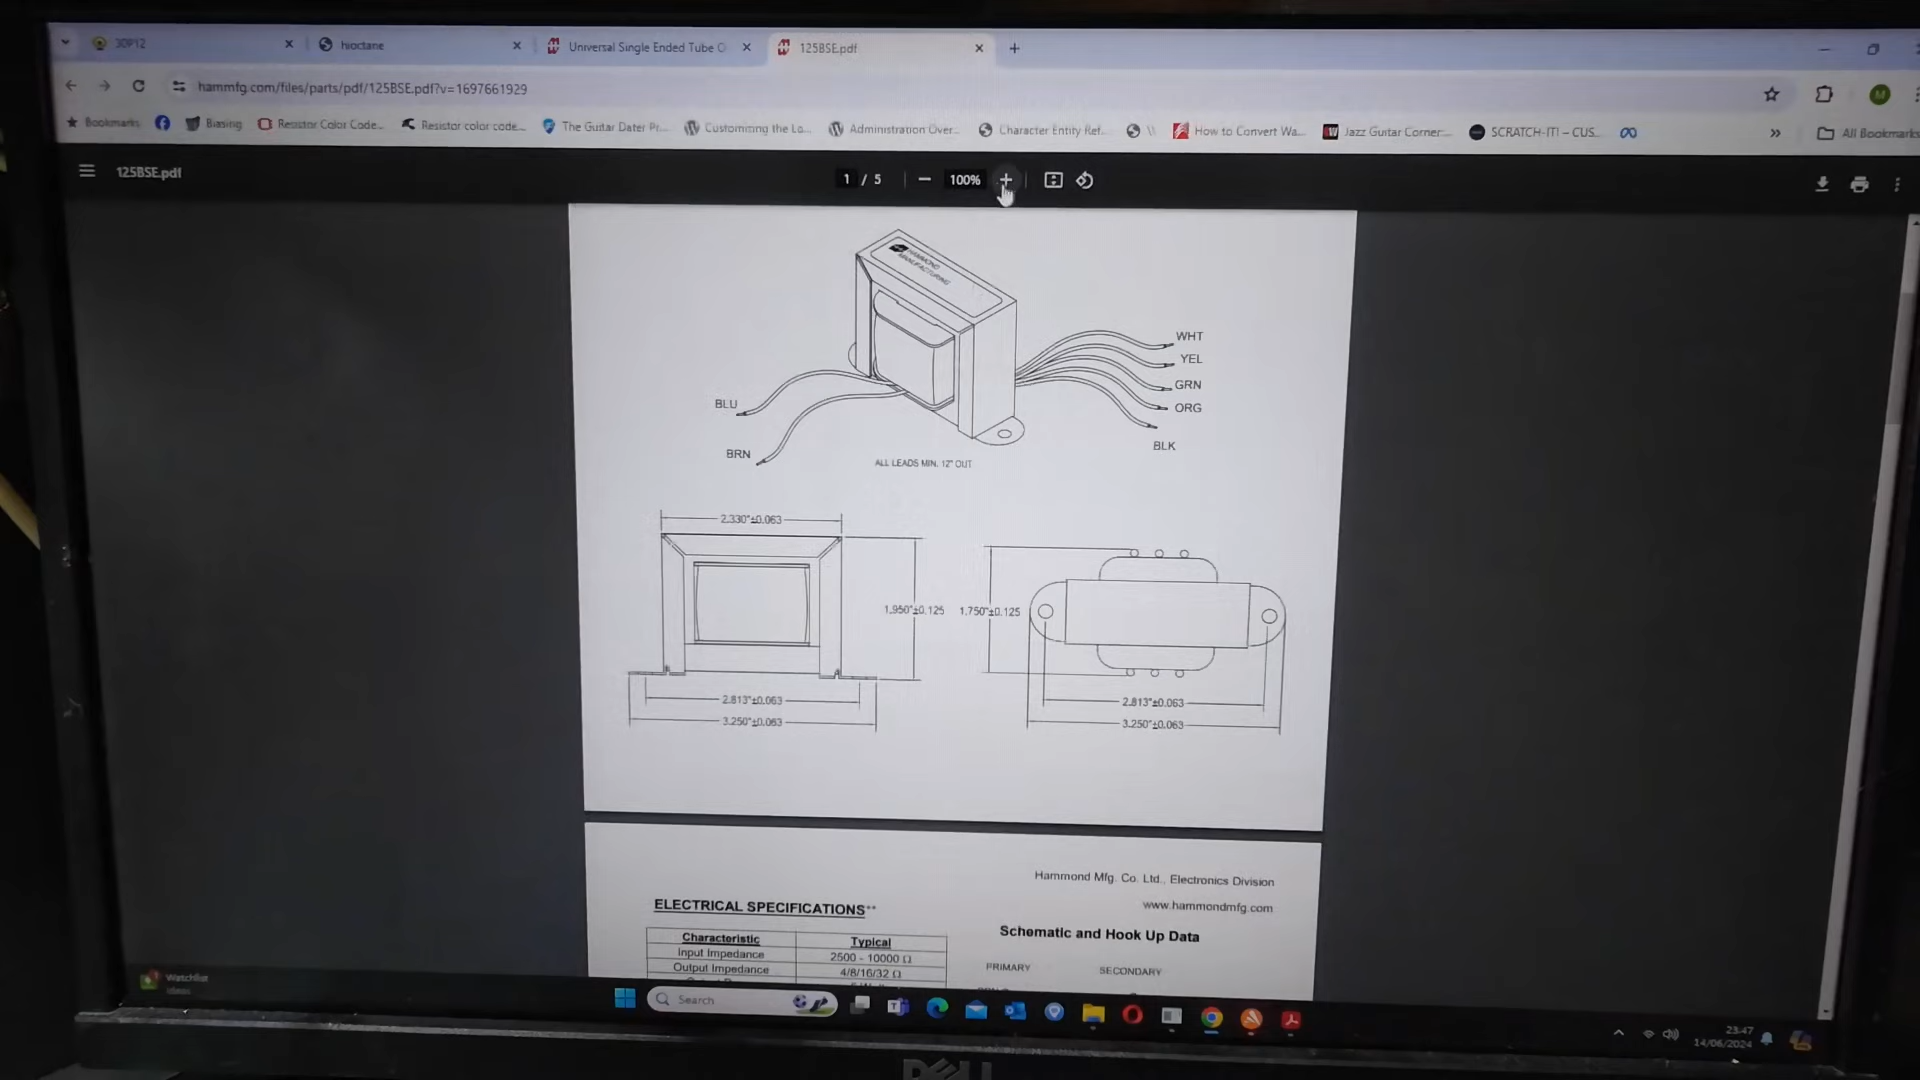 30P12
hioctane
Universal Single Ended Tube O
125BSE.pdf
hammfg.com/files/parts/pdf/125BSE.pdf?v=1697661929
Bookmarks
Biasing
Resistor Color Code...
Resistor color code...
The Guitar Dater Pr...
Customizing the Lo...
Administration Over...
Character Entity Ref...
How to Convert Wa...
Jazz Guitar Corner:...
SCRATCH-IT! – CUS...
All Bookmarks
125BSE.pdf
1 / 5
100%
HAMMOND
MANUFACTURING
WHT
YEL
GRN
ORG
BLK
BLU
BRN
ALL LEADS MIN. 12" OUT
2.330"±0.063
1.950"±0.125
1.750"±0.125
2.813"±0.063
3.250"±0.063
2.813"±0.063
3.250"±0.063
Hammond Mfg. Co. Ltd., Electronics Division
www.hammondmfg.com
ELECTRICAL SPECIFICATIONS**
Schematic and Hook Up Data
Characteristic Typical
Input Impedance 2500 - 10000 Ω
Output Impedance 4/8/16/32 Ω
PRIMARY SECONDARY
Watchlist
Ideas
Search
23:47
14/06/2024
DELL